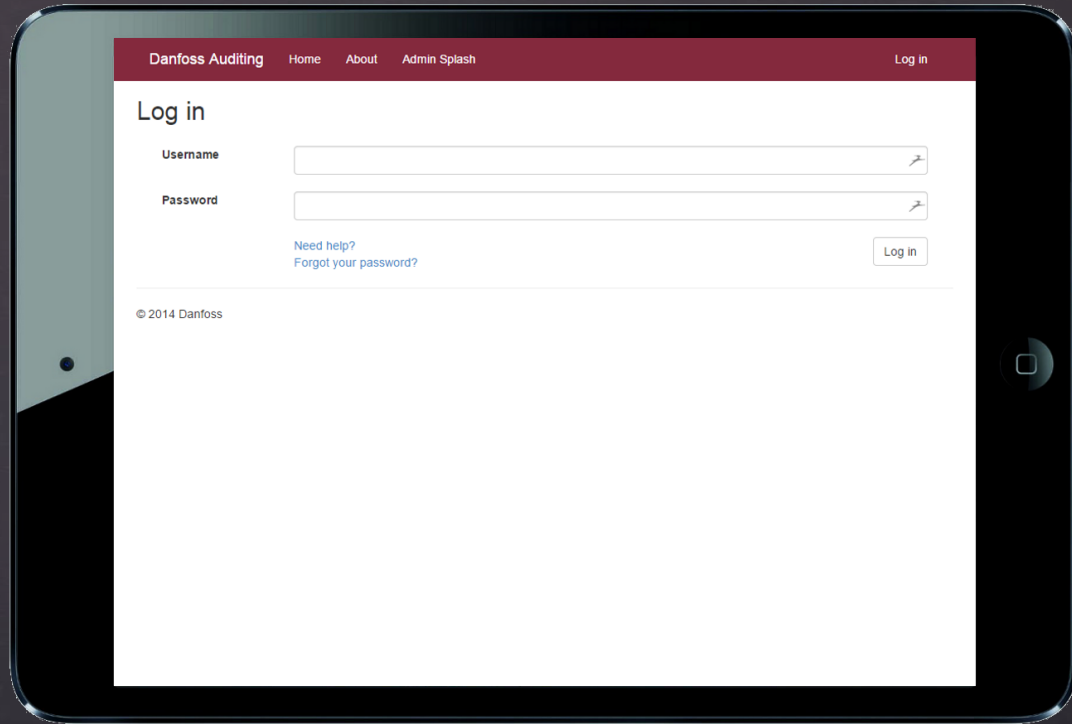 Danfoss Auditing Home About Admin Splash Log in
Log in
Username
Password
Need help?
Forgot your password?
Log in
© 2014 Danfoss